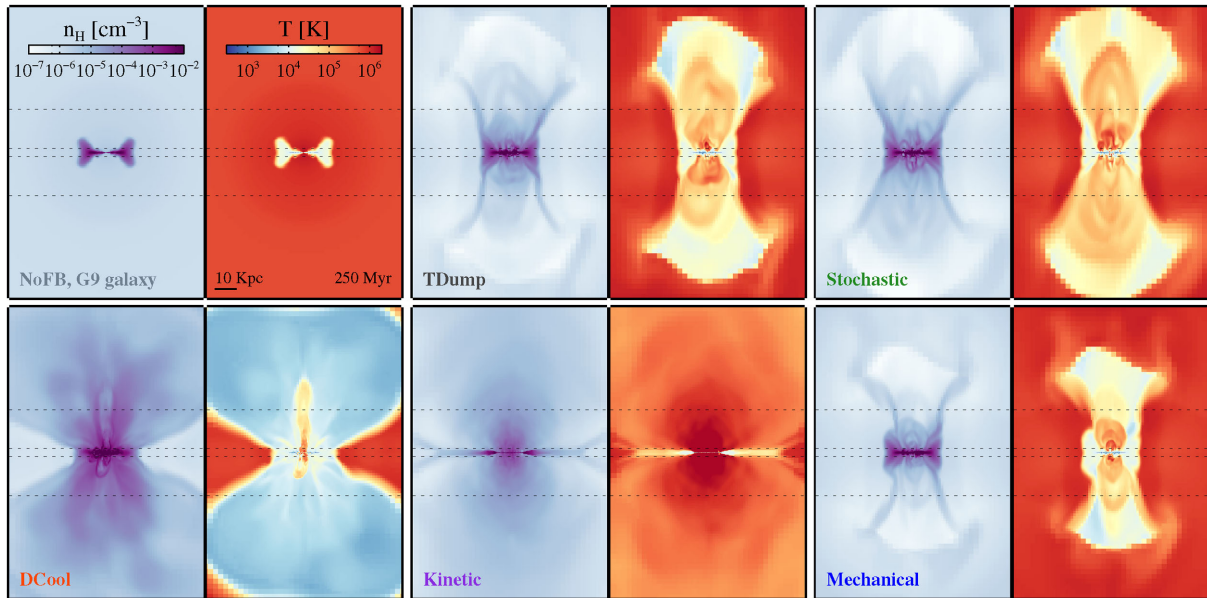 n_H [cm^−3]
10^−7 10^−6 10^−5 10^−4 10^−3 10^−2
T [K]
10^3 10^4 10^5 10^6
NoFB, G9 galaxy
10 Kpc
250 Myr
TDump
Stochastic
DCool
Kinetic
Mechanical